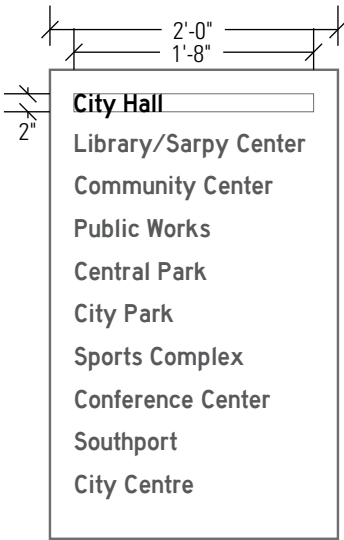 2'-0"
1'-8"
City Hall
2"
Library/Sarpy Center
Community Center
Public Works
Central Park
City Park
Sports Complex
Conference Center
Southport
City Centre